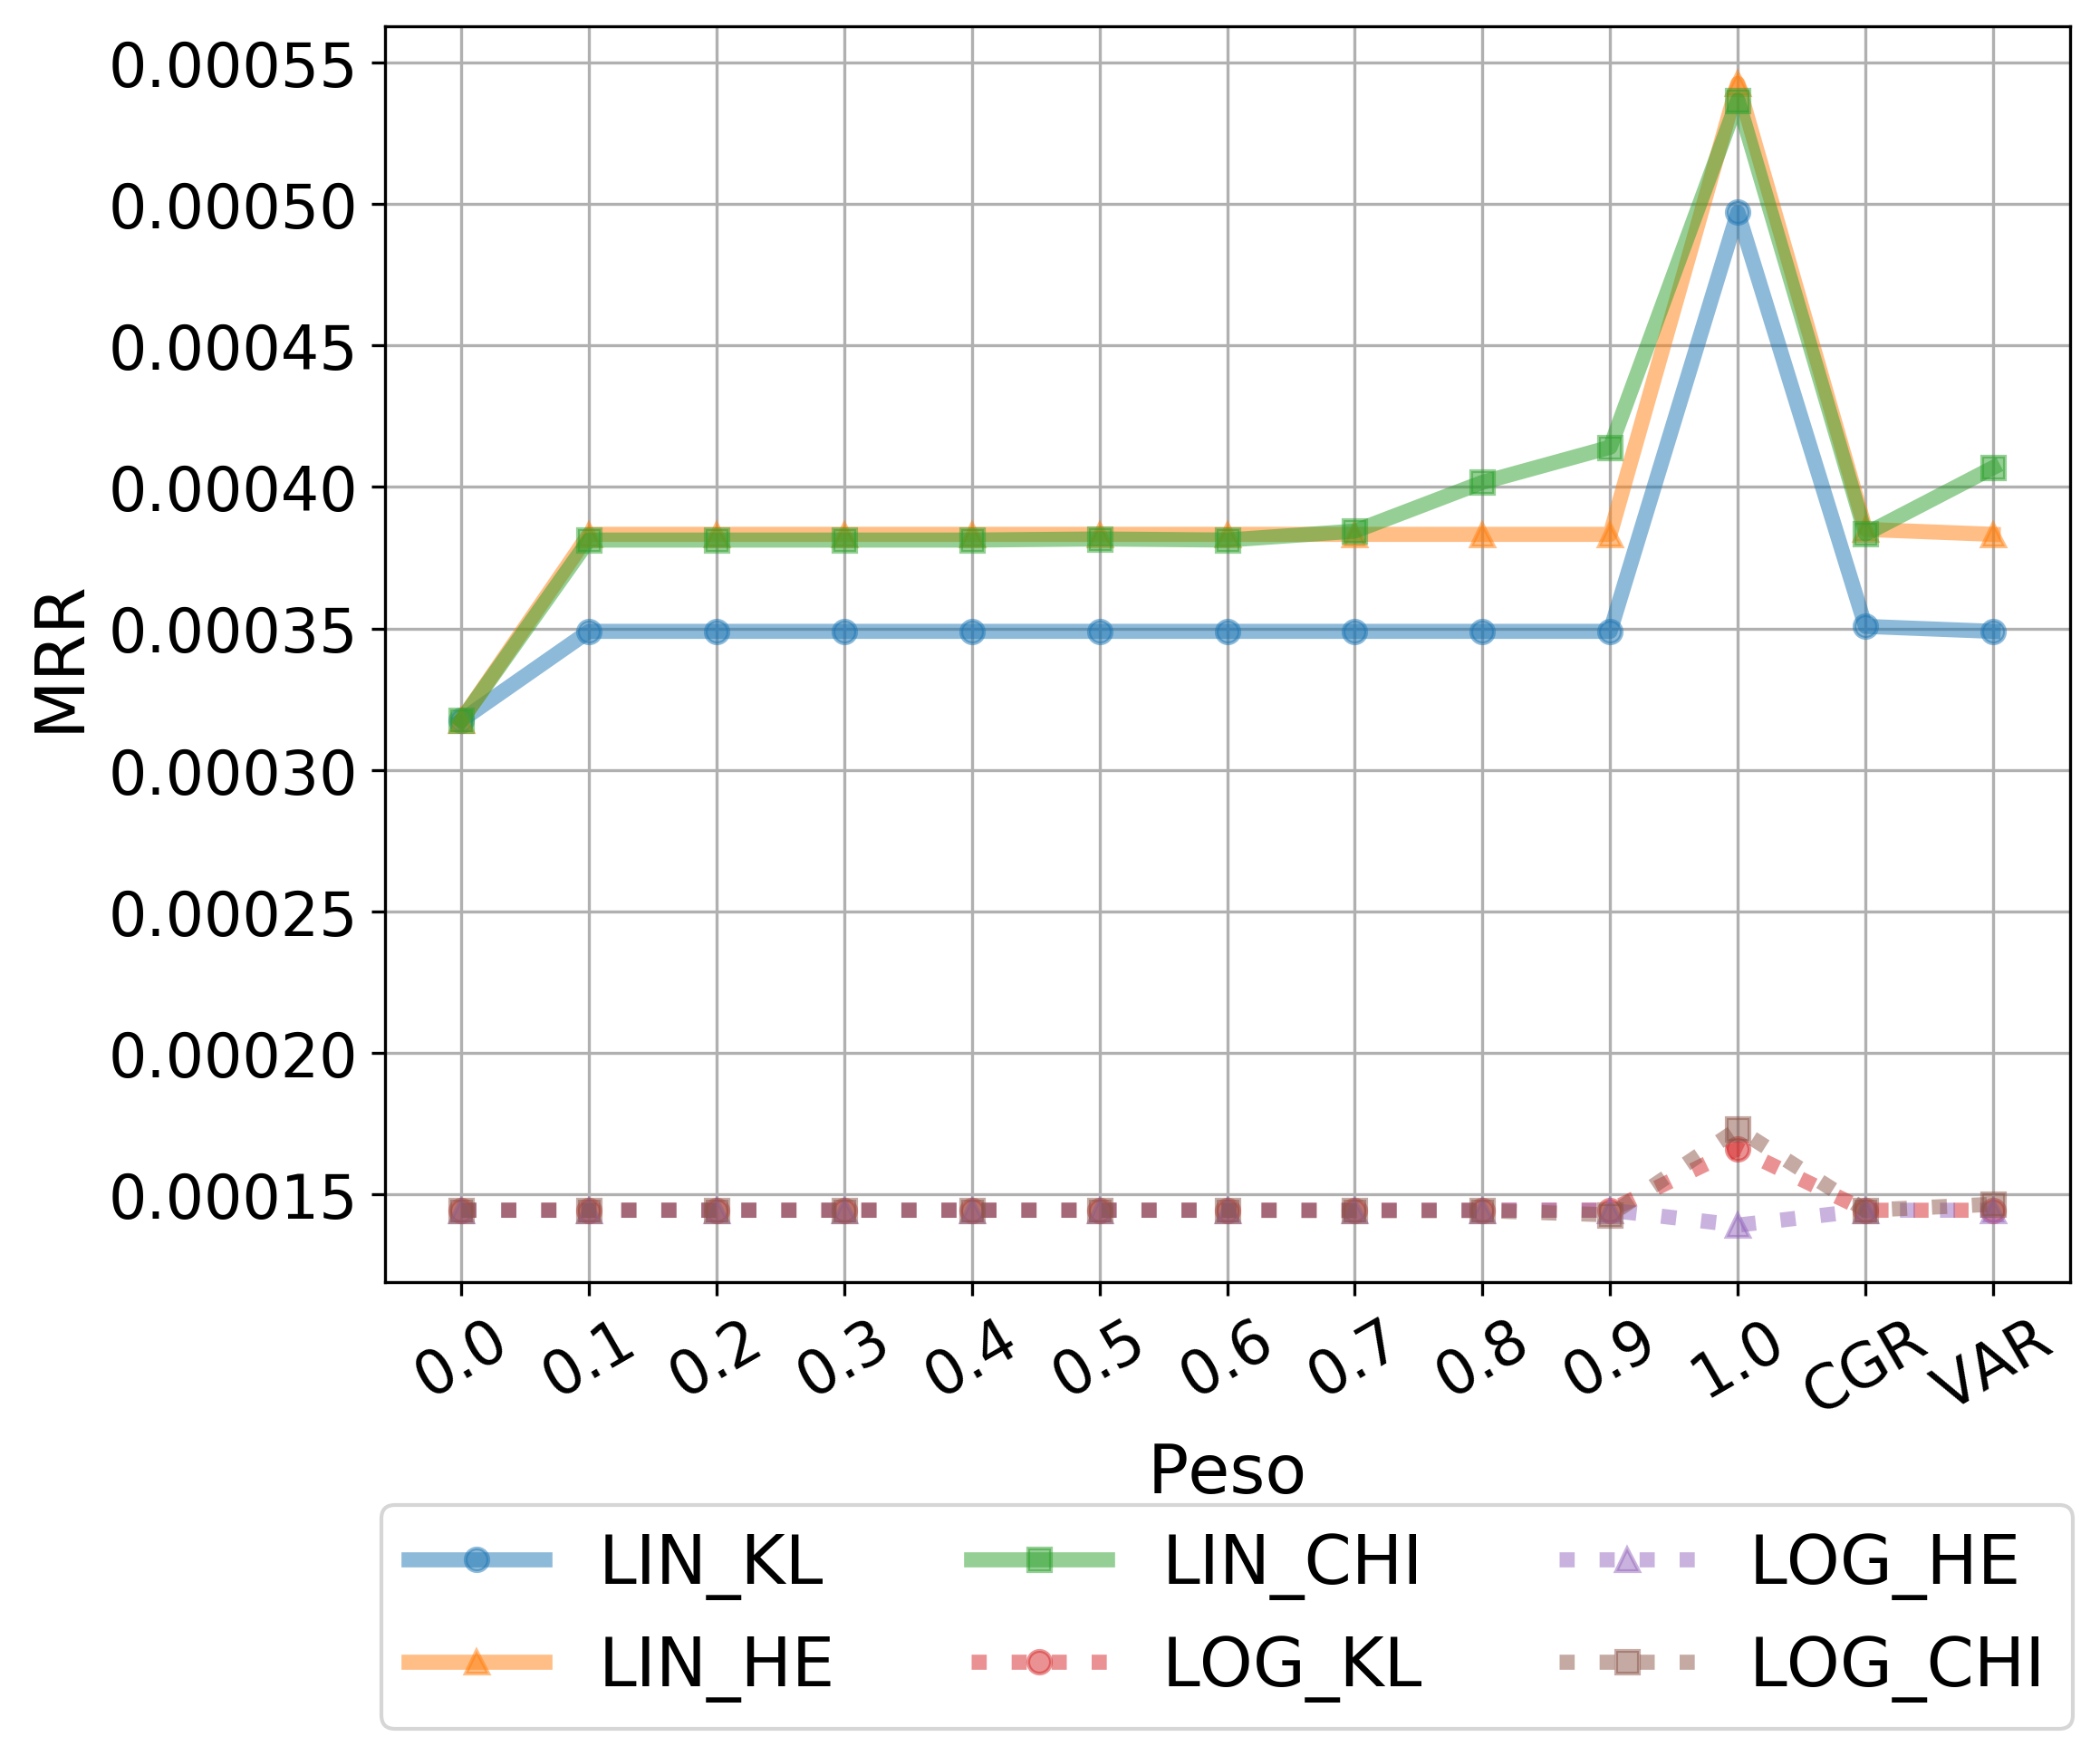 0.00055
0.00050
0.00045
0.00040
0.00035
0.00030
0.00025
0.00020
0.00015
MRR
0.0 0.1 0.2 0.3 0.4 0.5 0.6 0.7 0.8 0.9 1.0 CGR VAR
Peso
LIN_KL LIN_CHI LOG_HE
LIN_HE LOG_KL LOG_CHI